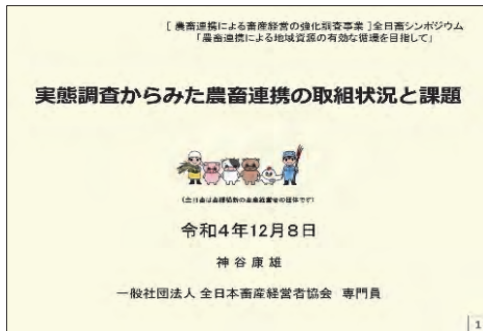 [ 農畜連携による畜産経営の強化調査事業 ] 全日畜シンポジウム
「農畜連携による地域資源の有効な循環を目指して」
実態調査からみた農畜連携の取組状況と課題
令和4年12月8日
神谷康雄
一般社団法人 全日本畜産経営者協会 専門員
1